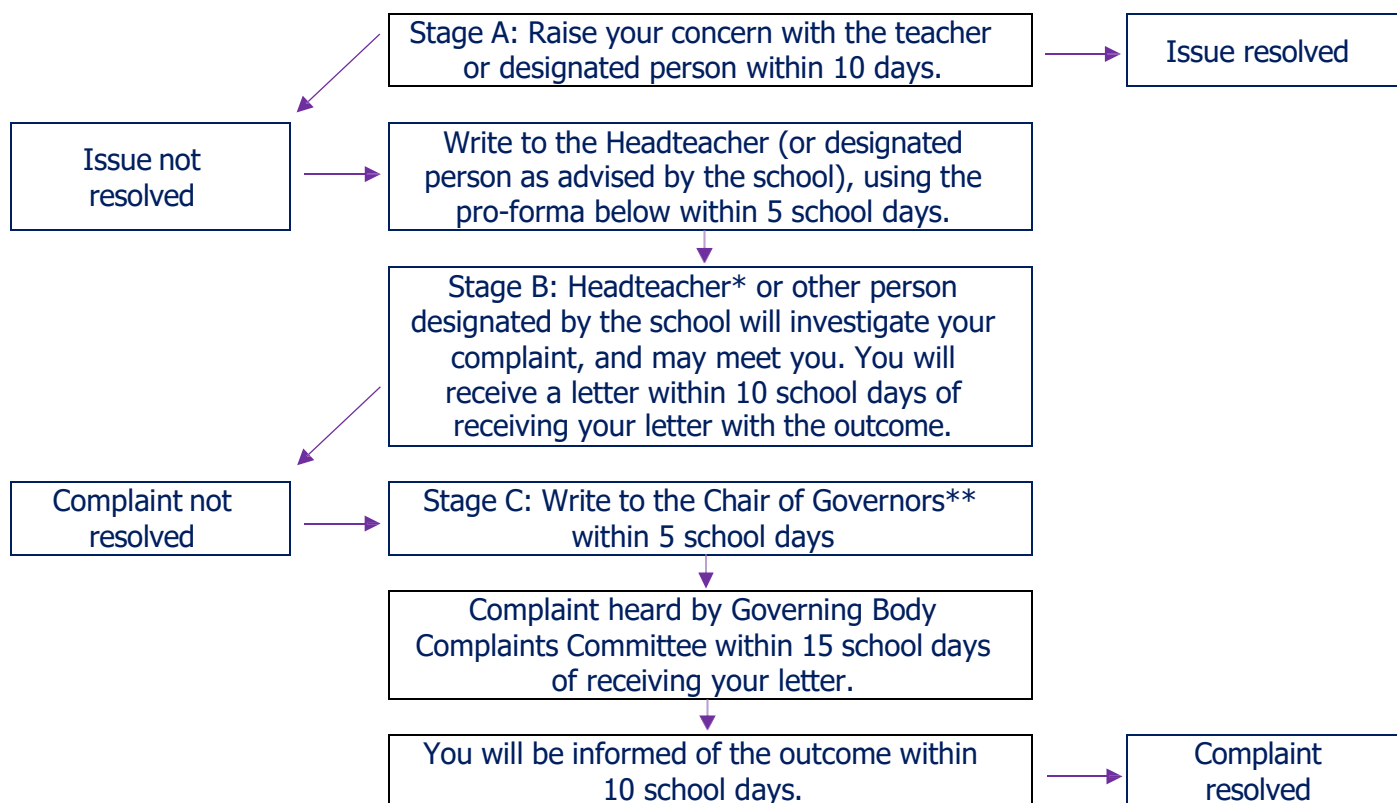 Stage A: Raise your concern with the teacher
or designated person within 10 days.
Issue resolved
Issue not
resolved
Write to the Headteacher (or designated
person as advised by the school), using the
pro-forma below within 5 school days.
Stage B: Headteacher* or other person
designated by the school will investigate your
complaint, and may meet you. You will
receive a letter within 10 school days of
receiving your letter with the outcome.
Complaint not
resolved
Stage C: Write to the Chair of Governors**
within 5 school days
Complaint heard by Governing Body
Complaints Committee within 15 school days
of receiving your letter.
You will be informed of the outcome within
10 school days.
Complaint
resolved